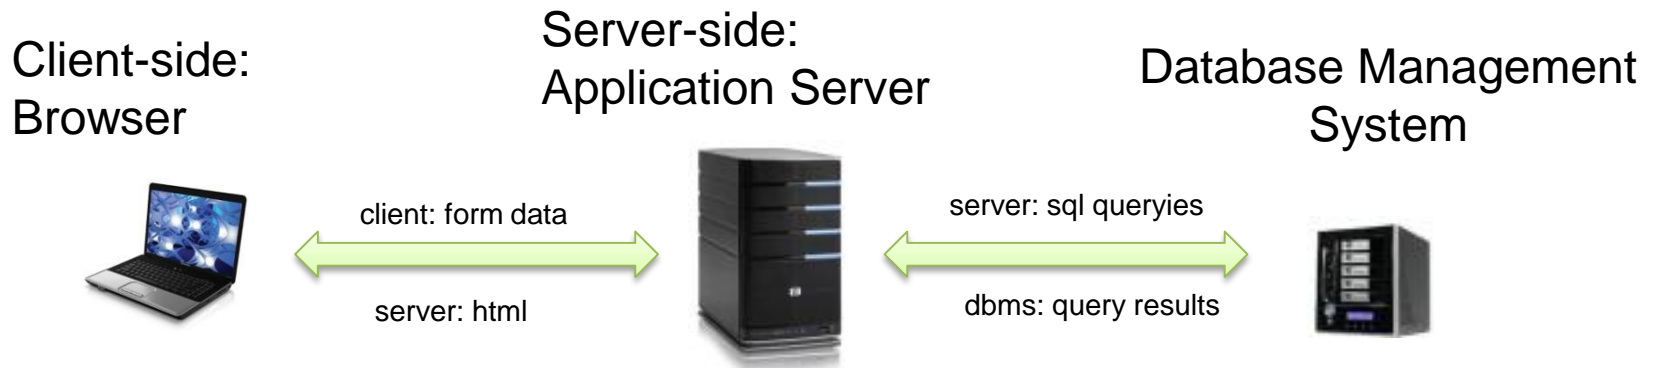 Client-side:
Browser
Server-side:
Application Server
Database Management
System
client: form data
server: html
server: sql queryies
dbms: query results